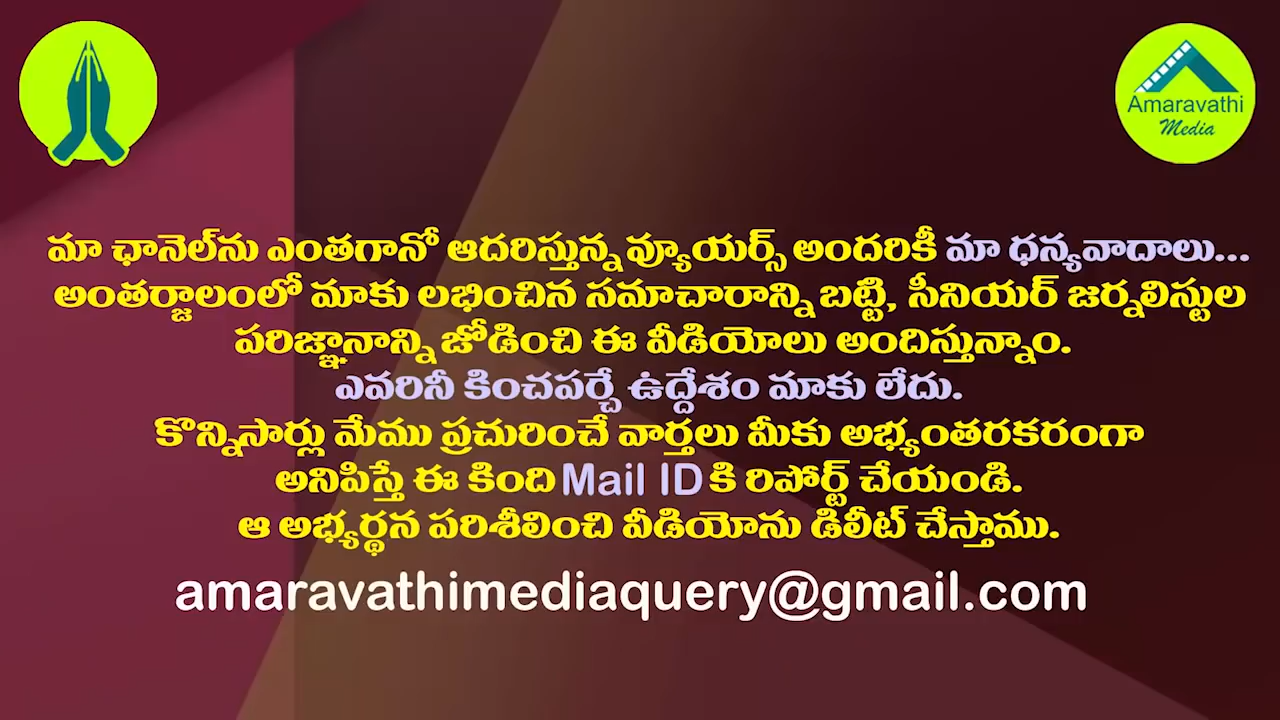 Amaravathi
Media
మా ఛానెల్‌ను ఎంతగానో ఆదరిస్తున్న వ్యూయర్స్ అందరికీ మా ధన్యవాదాలు...
అంతర్జాలంలో మాకు లభించిన సమాచారాన్ని బట్టి, సీనియర్ జర్నలిస్టుల
పరిజ్ఞానాన్ని జోడించి ఈ వీడియోలు అందిస్తున్నాం.
ఎవరినీ కించపర్చే ఉద్దేశం మాకు లేదు.
కొన్నిసార్లు మేము ప్రచురించే వార్తలు మీకు అభ్యంతరకరంగా
అనిపిస్తే ఈ కింది Mail ID కి రిపోర్ట్ చేయండి.
ఆ అభ్యర్థన పరిశీలించి వీడియోను డిలీట్ చేస్తాము.
amaravathimediaquery@gmail.com